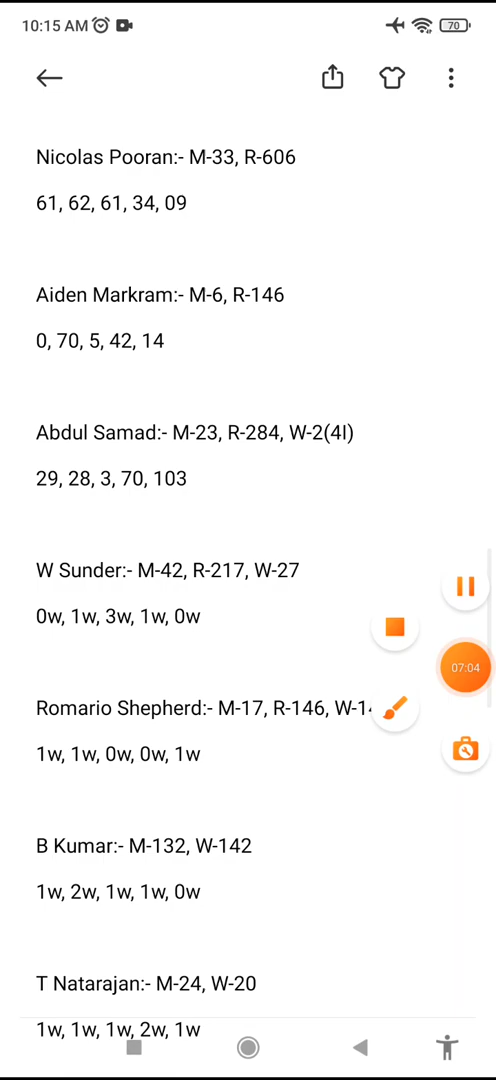 10:15 AM
70
Nicolas Pooran:- M-33, R-606
61, 62, 61, 34, 09
Aiden Markram:- M-6, R-146
0, 70, 5, 42, 14
Abdul Samad:- M-23, R-284, W-2(4I)
29, 28, 3, 70, 103
W Sunder:- M-42, R-217, W-27
0w, 1w, 3w, 1w, 0w
07:04
Romario Shepherd:- M-17, R-146,
1w, 1w, 0w, 0w, 1w
B Kumar:- M-132, W-142
1w, 2w, 1w, 1w, 0w
T Natarajan:- M-24, W-20
1w, 1w, 1w, 2w, 1w